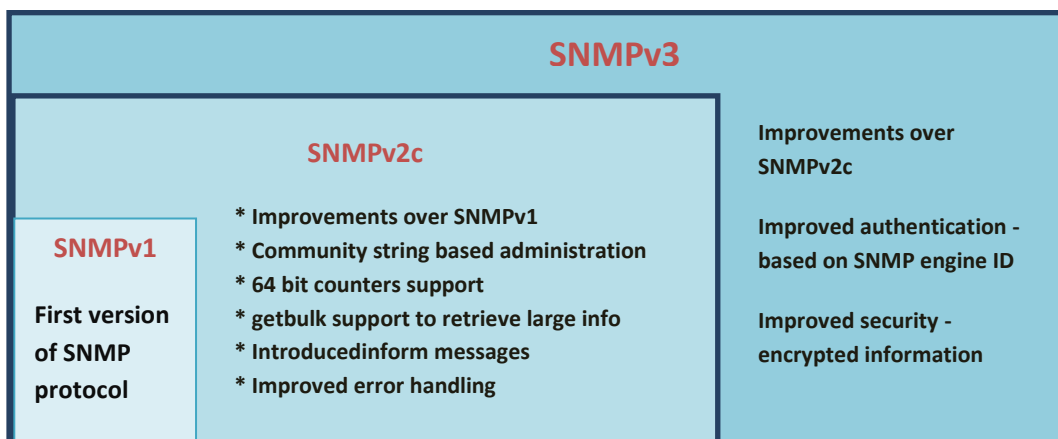 SNMPv3
SNMPv2c
* Improvements over SNMPv1
* Community string based administration
* 64 bit counters support
* getbulk support to retrieve large info
* Introducedinform messages
* Improved error handling
SNMPv1
First version
of SNMP
protocol
Improvements over
SNMPv2c
Improved authentication -
based on SNMP engine ID
Improved security -
encrypted information